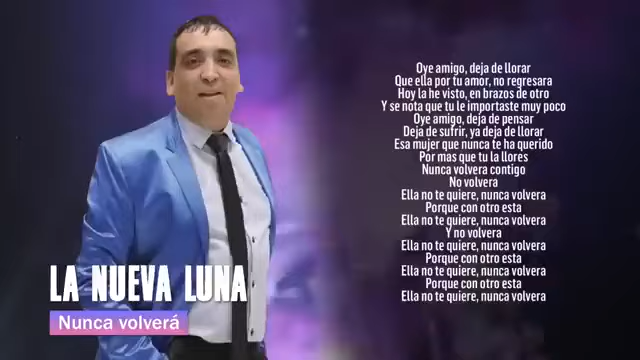 Oye amigo, deja de llorar
Que ella por tu amor, no regresara
Hoy la he visto, en brazos de otro
Y se nota que tu le importaste muy poco
Oye amigo, deja de pensar
Deja de sufrir, ya deja de llorar
Esa mujer que nunca te ha querido
Por mas que tu la llores
Nunca volvera contigo
No volvera
Ella no te quiere, nunca volvera
Porque con otro esta
Ella no te quiere, nunca volvera
Y no volvera
Ella no te quiere, nunca volvera
Porque con otro esta
Ella no te quiere, nunca volvera
Porque con otro esta
Ella no te quiere, nunca volvera
LA NUEVA LUNA
Nunca volverá